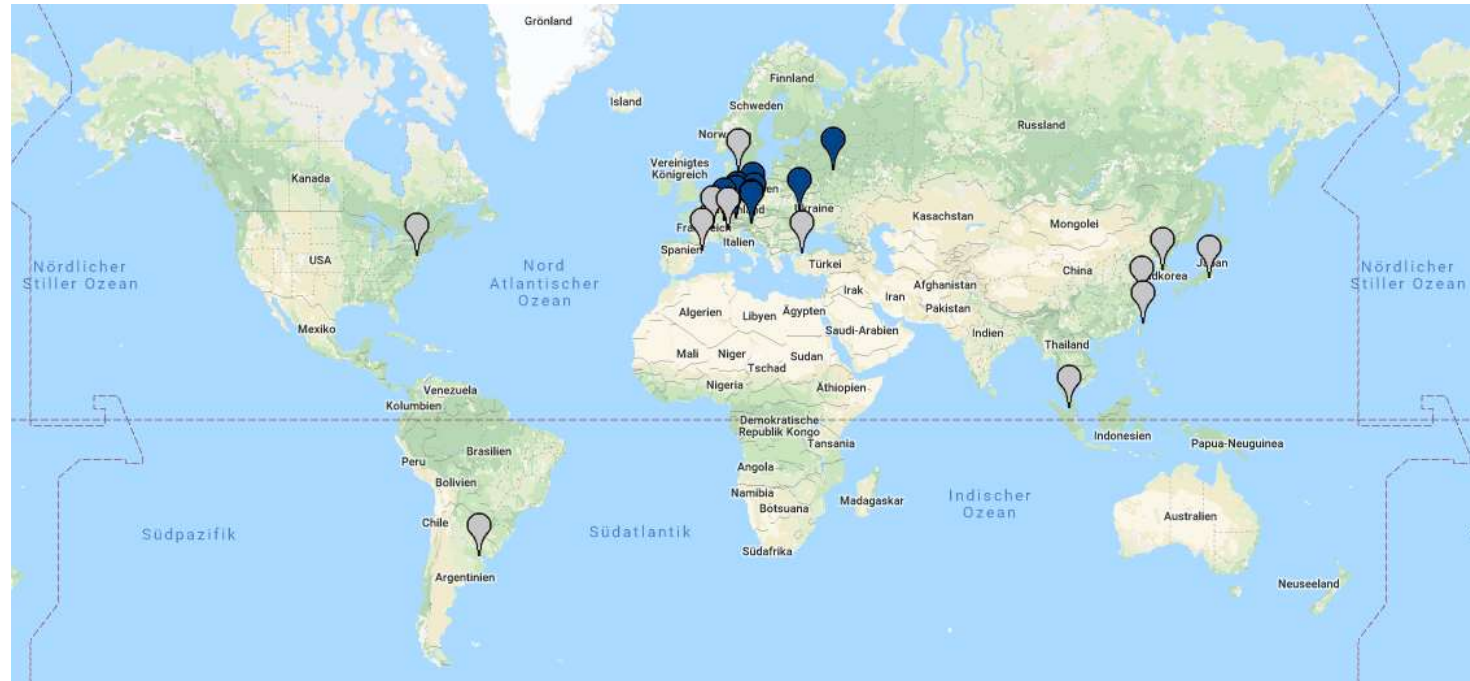 Grönland
Island
Finnland
Schweden
Russland
Vereinigtes
Königreich
Kanada
Ukraine
Kasachstan
Mongolei
Italien
Spanien
USA
Türkei
China
Japan
Nördlicher
Stiller Ozean
Nord
Atlantischer
Ozean
Nördlicher
Stiller Ozean
Irak
Iran
Afghanistan
Pakistan
Algerien
Libyen
Ägypten
Saudi-Arabien
Indien
Mexiko
Thailand
Mali
Niger
Tschad
Sudan
Nigeria
Äthiopien
Venezuela
Kolumbien
Demokratische
Republik Kongo
Tansania
Indonesien
Papua-Neuguinea
Peru
Brasilien
Bolivien
Angola
Namibia
Botsuana
Madagaskar
Indischer
Ozean
Australien
Chile
Südpazifik
Südatlantik
Südafrika
Argentinien
Neuseeland